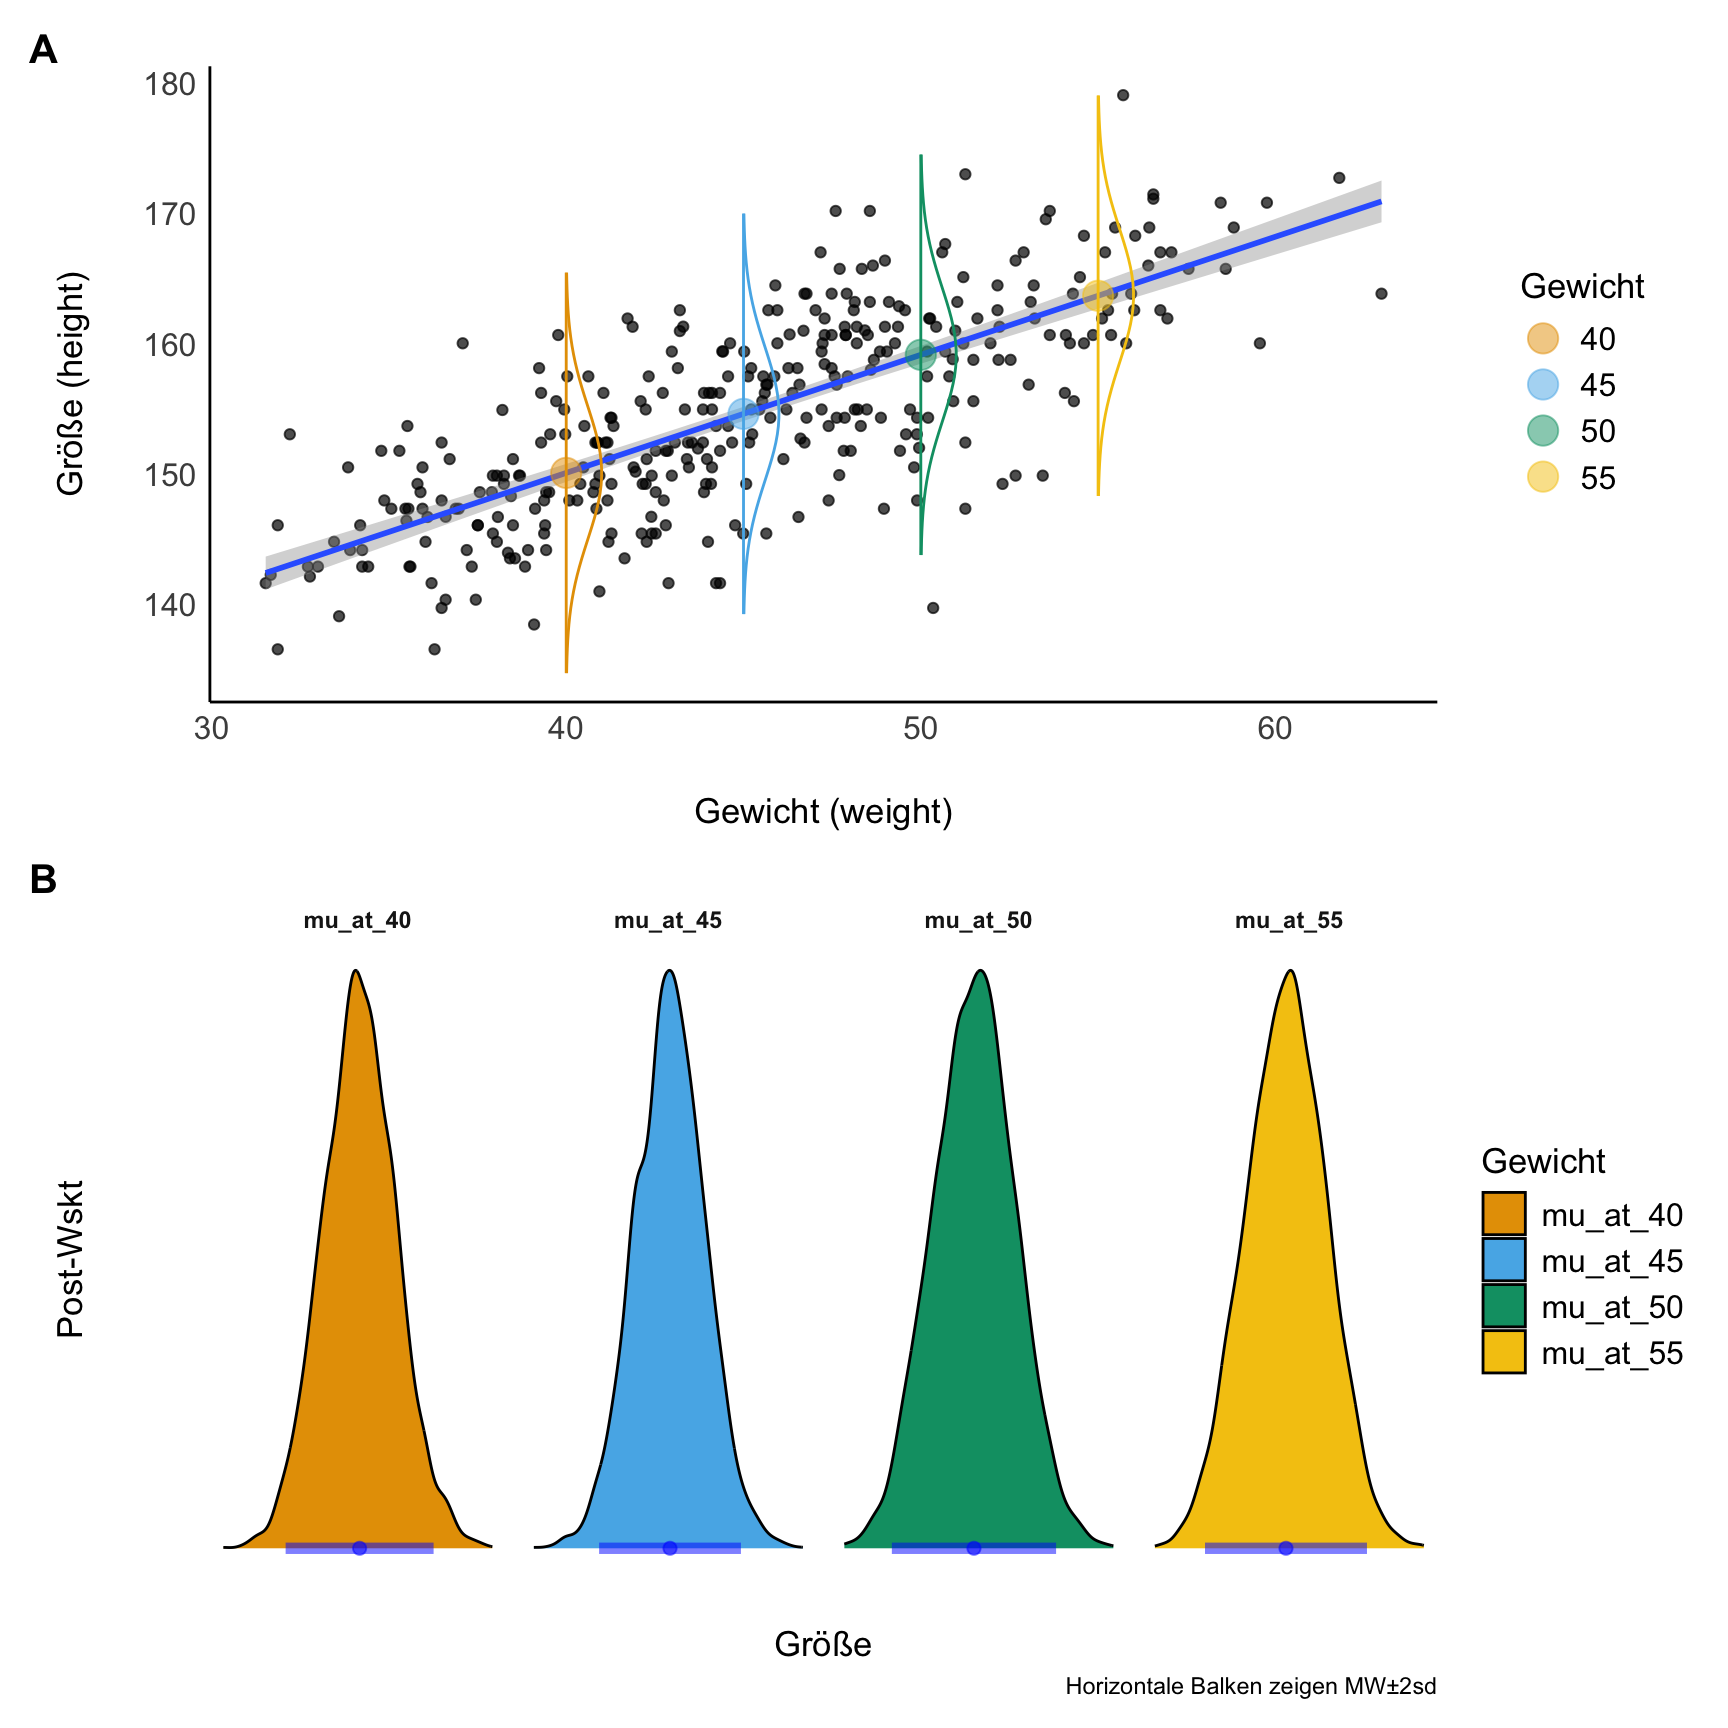 A
180
170
160
150
140
Größe (height)
30 40 50 60
Gewicht (weight)
Gewicht
40
45
50
55
B
mu_at_40 mu_at_45 mu_at_50 mu_at_55
Post-Wskt
Größe
Gewicht
mu_at_40
mu_at_45
mu_at_50
mu_at_55
Horizontale Balken zeigen MW±2sd